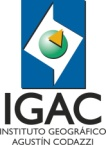 IGAC
INSTITUTO GEOGRÁFICO
AGUSTÍN CODAZZI